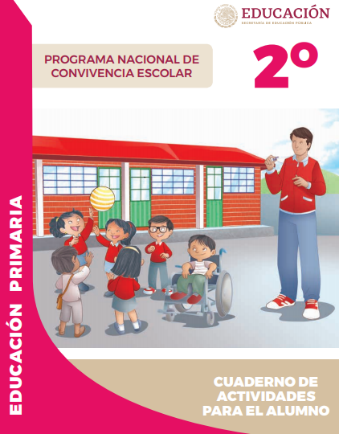 EDUCACIÓN
SECRETARÍA DE EDUCACIÓN PÚBLICA
PROGRAMA NACIONAL DE
CONVIVENCIA ESCOLAR
2º
EDUCACIÓN PRIMARIA
CUADERNO DE
ACTIVIDADES
PARA EL ALUMNO